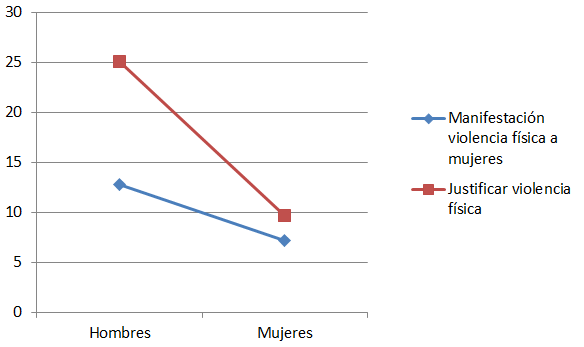 30
25
20
15
10
5
0
Hombres
Mujeres
Manifestación
violencia física a
mujeres
Justificar violencia
física